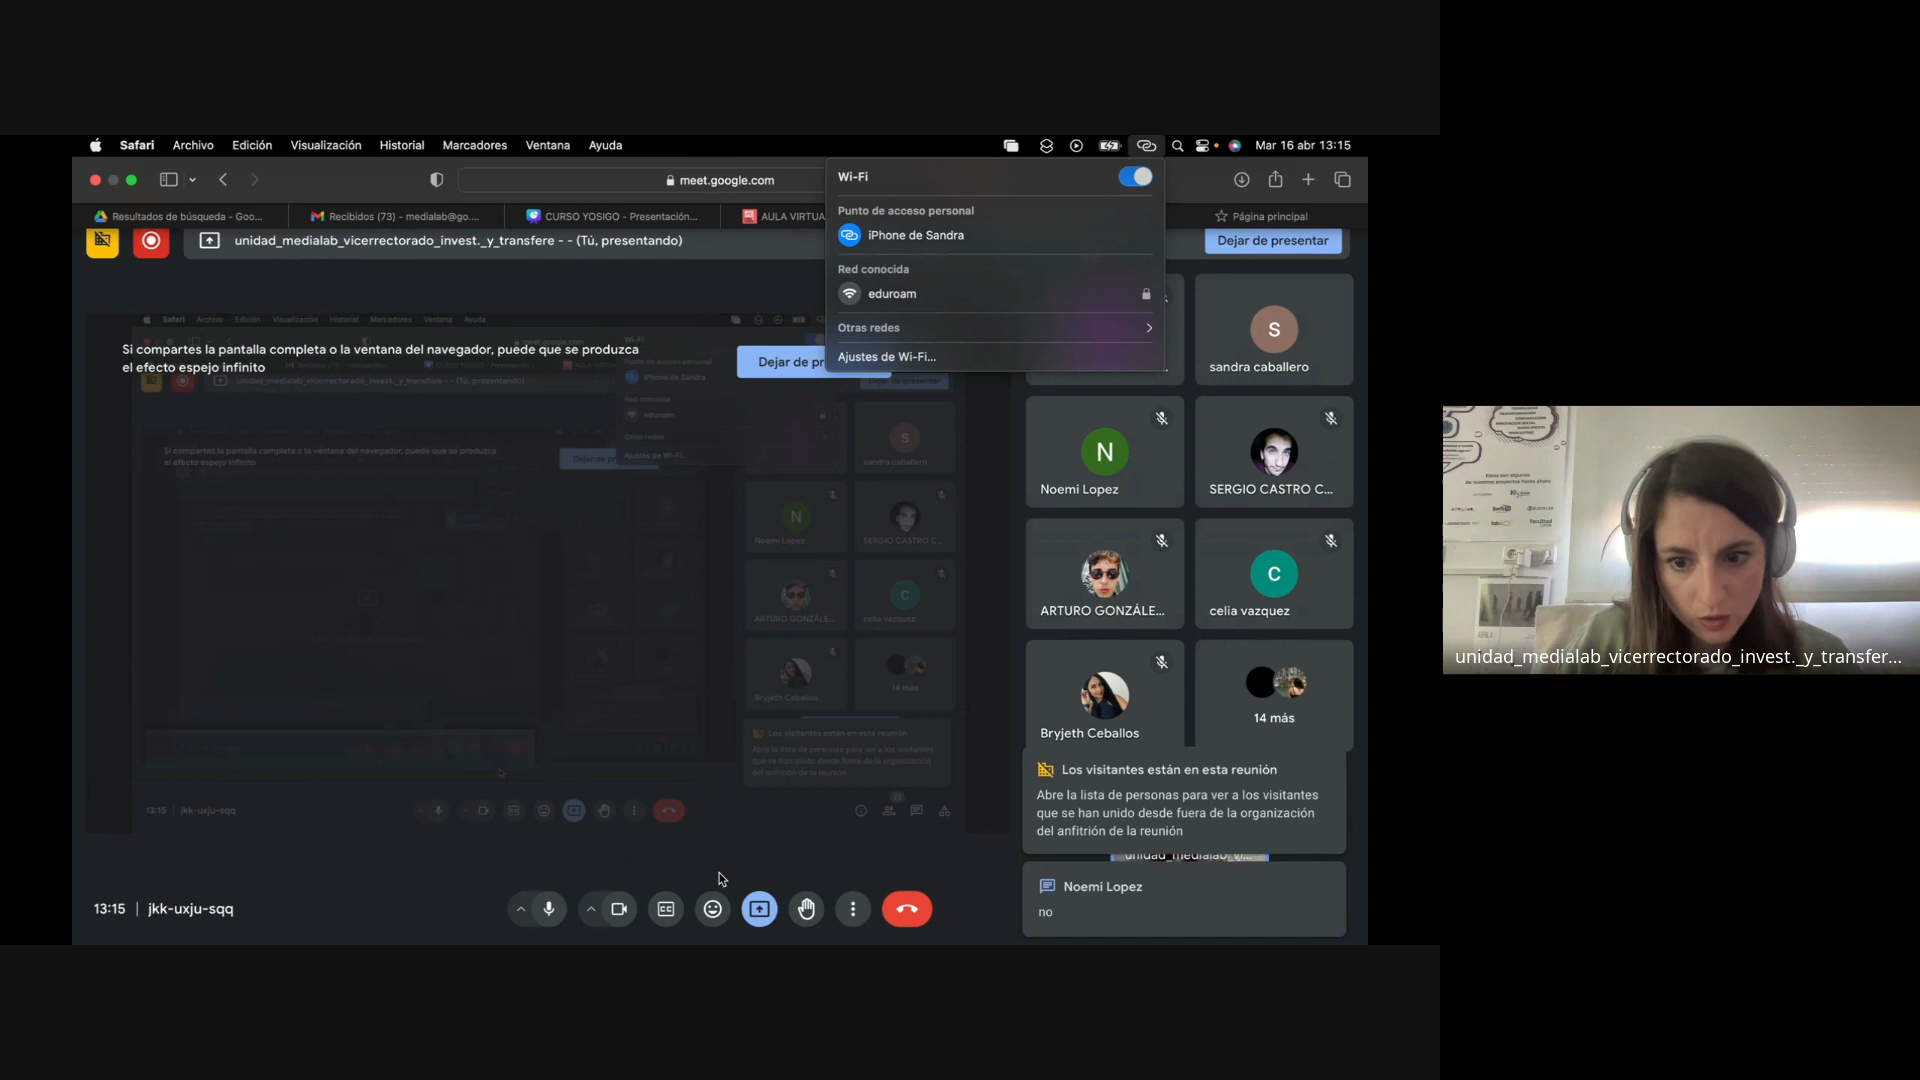 Safari Archivo Edición Visualización Historial Marcadores Ventana Ayuda Mar 16 abr 13:15
meet.google.com
Resultados de búsqueda - Goo... Recibidos (73) - medialab@go.... CURSO YOSIGO - Presentación... AULA VIRTUA Página principal
unidad_medialab_vicerrectorado_invest._y_transfere - - (Tú, presentando)
Dejar de presentar
Wi-Fi
Punto de acceso personal
iPhone de Sandra
Red conocida
eduroam
Otras redes
Ajustes de Wi-Fi...
Si compartes la pantalla completa o la ventana del navegador, puede que se produzca
el efecto espejo infinito
Dejar de pr
S
sandra caballero
N
Noemi Lopez
SERGIO CASTRO C...
ARTURO GONZÁLE...
C
celia vazquez
Bryjeth Ceballos
14 más
Los visitantes están en esta reunión
Abre la lista de personas para ver a los visitantes
que se han unido desde fuera de la organización
del anfitrión de la reunión
Noemi Lopez
no
13:15 | jkk-uxju-sqq
unidad_medialab_vicerrectorado_invest._y_transfer...